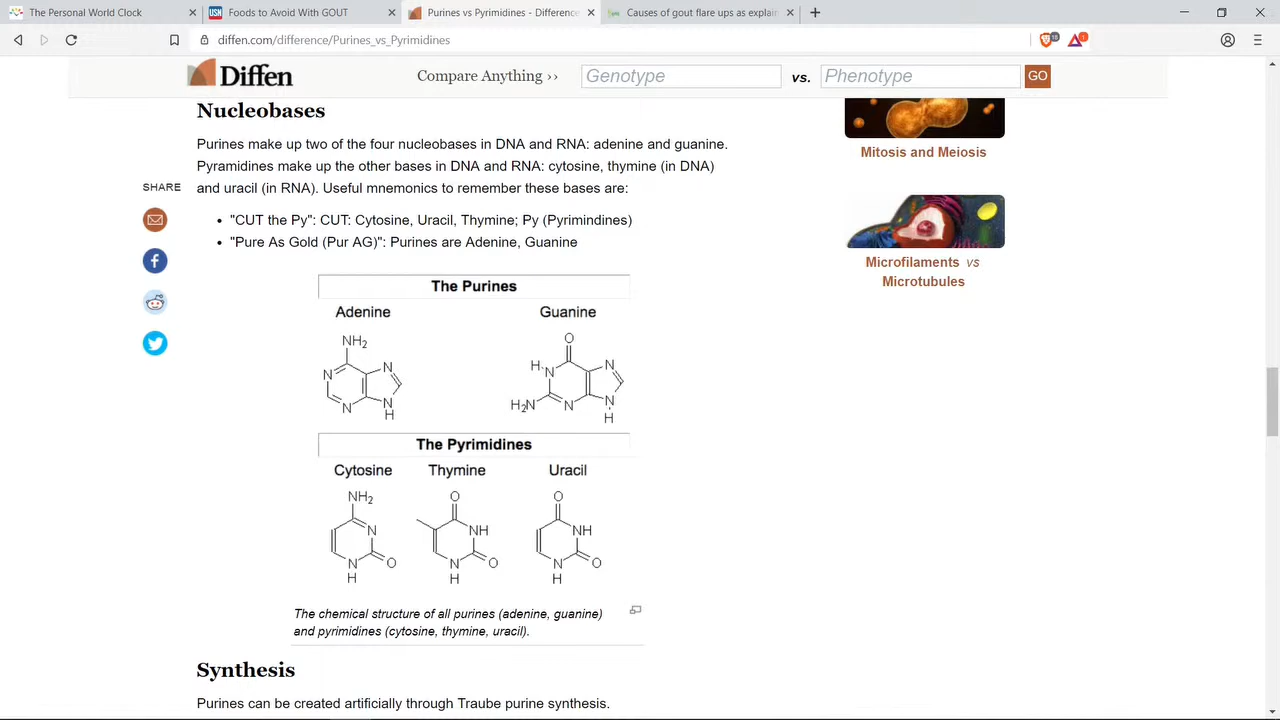 The Personal World Clock
USN
Foods to Avoid With GOUT
Purines vs Pyrimidines - Difference
Causes of gout flare ups as explain
diffen.com/difference/Purines_vs_Pyrimidines
18
1
Diffen
Compare Anything ››
Genotype
vs.
Phenotype
GO
Nucleobases
Purines make up two of the four nucleobases in DNA and RNA: adenine and guanine.
Pyramidines make up the other bases in DNA and RNA: cytosine, thymine (in DNA)
and uracil (in RNA). Useful mnemonics to remember these bases are:
• "CUT the Py": CUT: Cytosine, Uracil, Thymine; Py (Pyrimindines)
• "Pure As Gold (Pur AG)": Purines are Adenine, Guanine
SHARE
Mitosis and Meiosis
Microfilaments vs
Microtubules
The Purines
Adenine Guanine
NH2
N
N
N
N
H
O
H
N
N
H2N
N
N
H
The Pyrimidines
Cytosine Thymine Uracil
NH2
N
N
O
H
O
NH
N
O
H
O
NH
N
O
H
The chemical structure of all purines (adenine, guanine)
and pyrimidines (cytosine, thymine, uracil).
Synthesis
Purines can be created artificially through Traube purine synthesis.